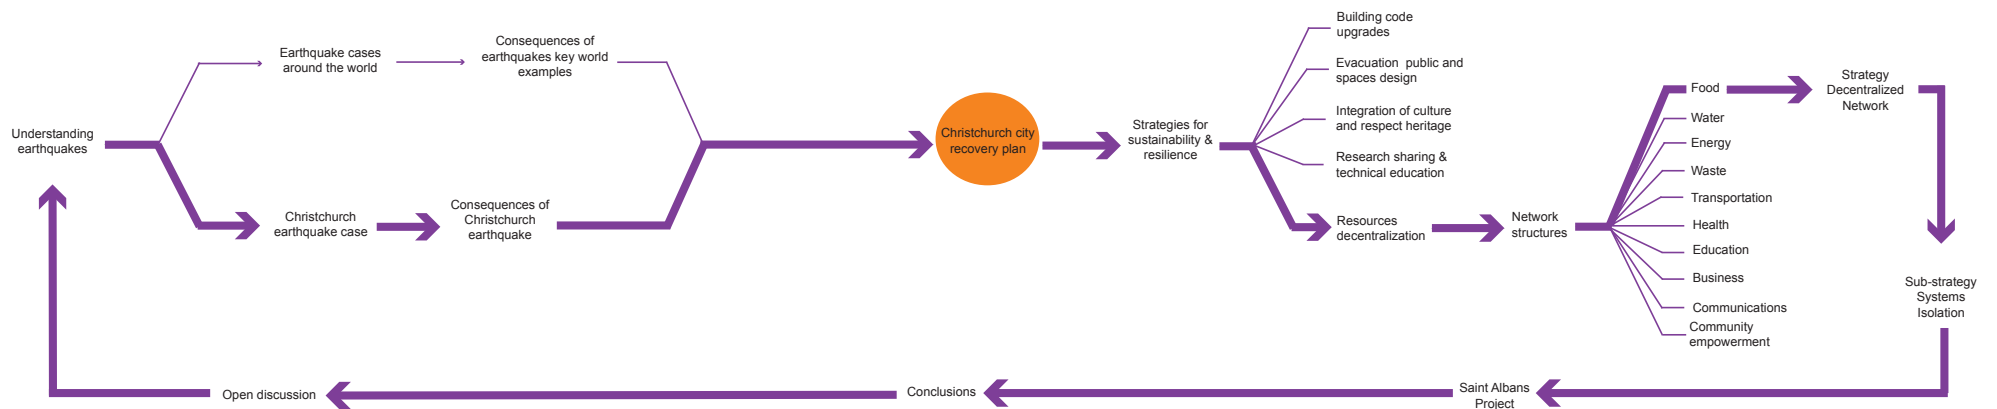 Understanding
earthquakes
Earthquake cases
around the world
Consequences of
earthquakes key world
examples
Christchurch
earthquake case
Consequences of
Christchurch
earthquake
Christchurch city
recovery plan
Strategies for
sustainability &
resilience
Building code
upgrades
Evacuation public and
spaces design
Integration of culture
and respect heritage
Research sharing &
technical education
Resources
decentralization
Network
structures
Food
Water
Energy
Waste
Transportation
Health
Education
Business
Communications
Community
empowerment
Strategy
Decentralized
Network
Sub-strategy
Systems
Isolation
Saint Albans
Project
Conclusions
Open discussion